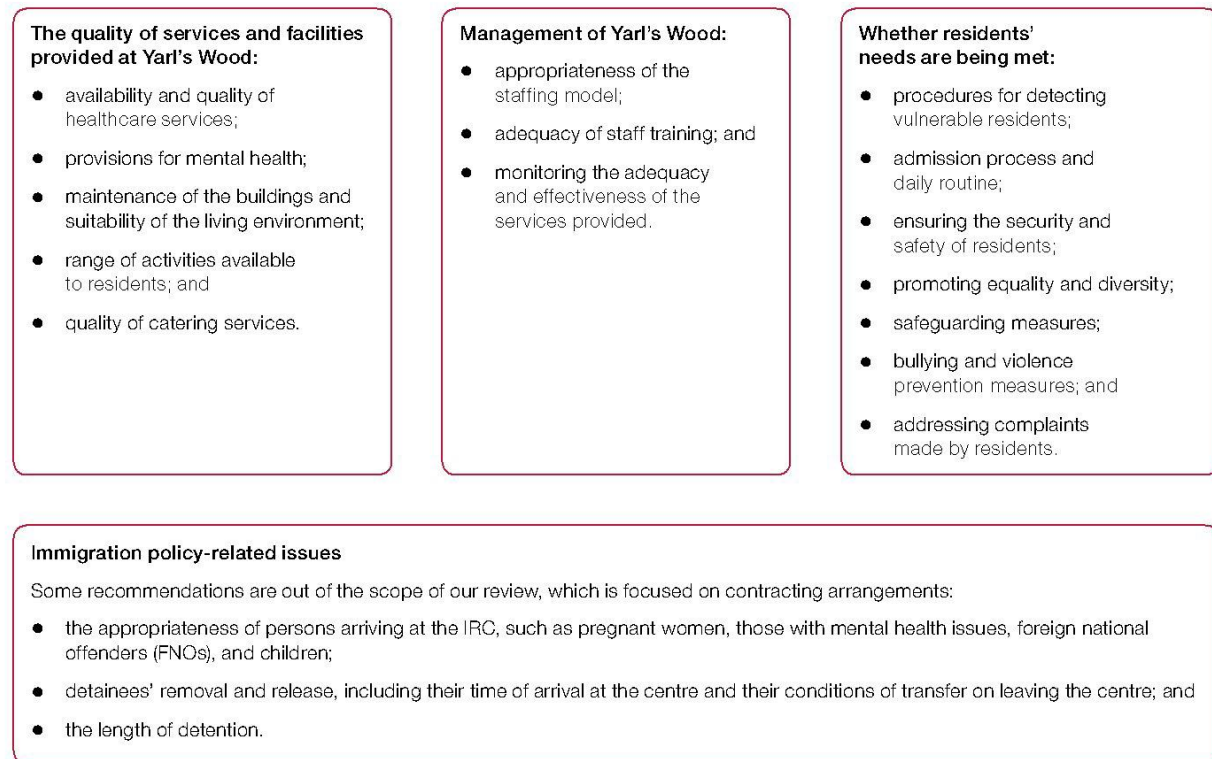 The quality of services and facilities
provided at Yarl's Wood:
● availability and quality of
healthcare services;
● provisions for mental health;
● maintenance of the buildings and
suitability of the living environment;
● range of activities available
to residents; and
● quality of catering services.
Management of Yarl's Wood:
● appropriateness of the
staffing model;
● adequacy of staff training; and
● monitoring the adequacy
and effectiveness of the
services provided.
Whether residents'
needs are being met:
● procedures for detecting
vulnerable residents;
● admission process and
daily routine;
● ensuring the security and
safety of residents;
● promoting equality and diversity;
● safeguarding measures;
● bullying and violence
prevention measures; and
● addressing complaints
made by residents.
Immigration policy-related issues
Some recommendations are out of the scope of our review, which is focused on contracting arrangements:
● the appropriateness of persons arriving at the IRC, such as pregnant women, those with mental health issues, foreign national
offenders (FNOs), and children;
● detainees' removal and release, including their time of arrival at the centre and their conditions of transfer on leaving the centre; and
● the length of detention.